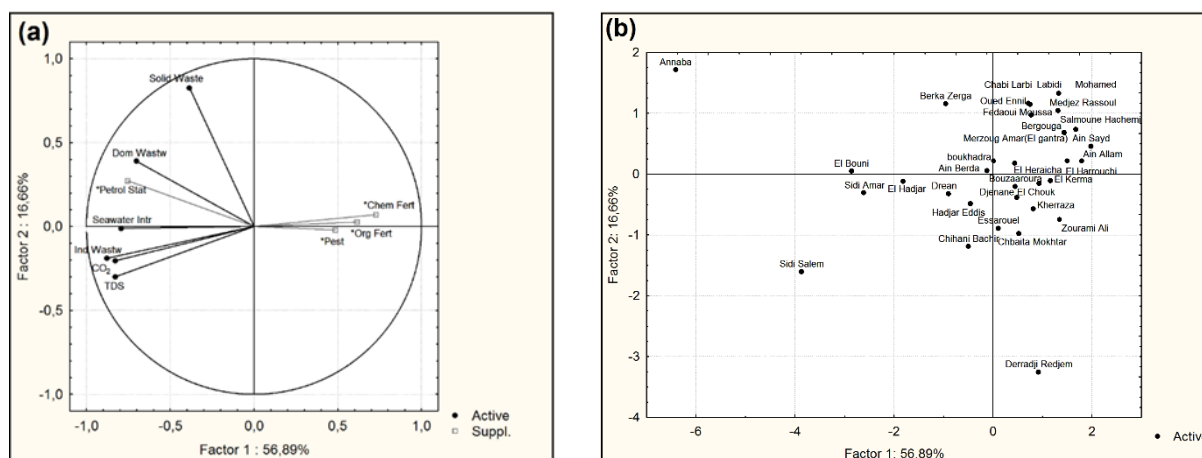 (a)
1,0
0,5
0,0
-0,5
-1,0
Factor 2 : 16,66%
Solid Waste
Dom Wastw
*Petrol Stat
*Chem Fert
Seawater Intr
*Org Fert
*Pest
Ind Wastw
CO2
TDS
-1,0 -0,5 0,0 0,5 1,0
Factor 1 : 56,89%
Active
Suppl.
(b)
2
1
0
-1
-2
-3
-4
Factor 2: 16,66%
Annaba
Chabi Larbi Labidi Mohamed
Berka Zerga Oued Ennil Medjez Rassoul
Fedaoui Moussa Salmoune Hachemi
Bergouga
Merzoug Amar(El gantra) Ain Sayd
boukhadra Ain Allam
El Bouni Ain Berda El Heraicha El Harrouchi
Sidi Amar El Hadjar Drean Bouzaaroura El Kerma
Djenane El Chouk
Hadjar Eddis Kherraza
Essarouel Zourami Ali
Chihani Bachir Chbaita Mokhtar
Sidi Salem
Derradji Redjem
-6 -4 -2 0 2
Factor 1: 56,89%
Active